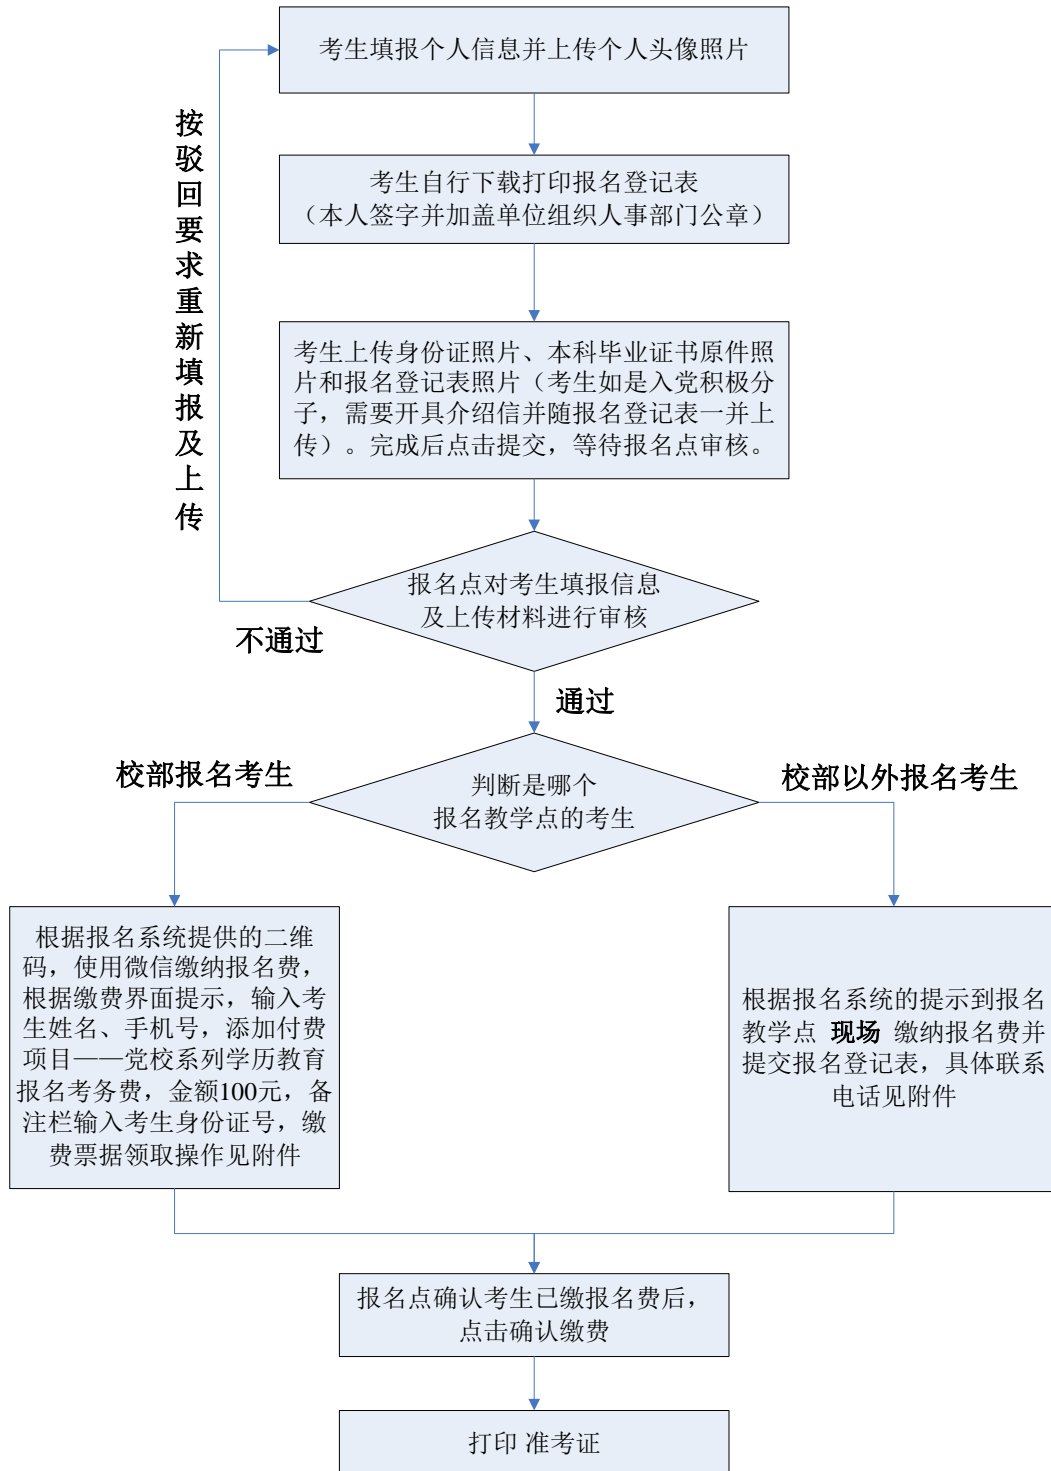 考生填报个人信息并上传个人头像照片
按驳回要求重新填报及上传
考生自行下载打印报名登记表
（本人签字并加盖单位组织人事部门公章）
考生上传身份证照片、本科毕业证书原件照
片和报名登记表照片（考生如是入党积极分
子，需要开具介绍信并随报名登记表一并上
传）。完成后点击提交，等待报名点审核。
报名点对考生填报信息
及上传材料进行审核
不通过
通过
校部报名考生
判断是哪个
报名教学点的考生
校部以外报名考生
根据报名系统提供的二维
码，使用微信缴纳报名费，
根据缴费界面提示，输入考
生姓名、手机号，添加付费
项目——党校系列学历教育
报名考务费，金额100元，备
注栏输入考生身份证号，缴
费票据领取操作见附件
根据报名系统的提示到报名
教学点 现场 缴纳报名费并
提交报名登记表，具体联系
电话见附件
报名点确认考生已缴报名费后，
点击确认缴费
打印 准考证